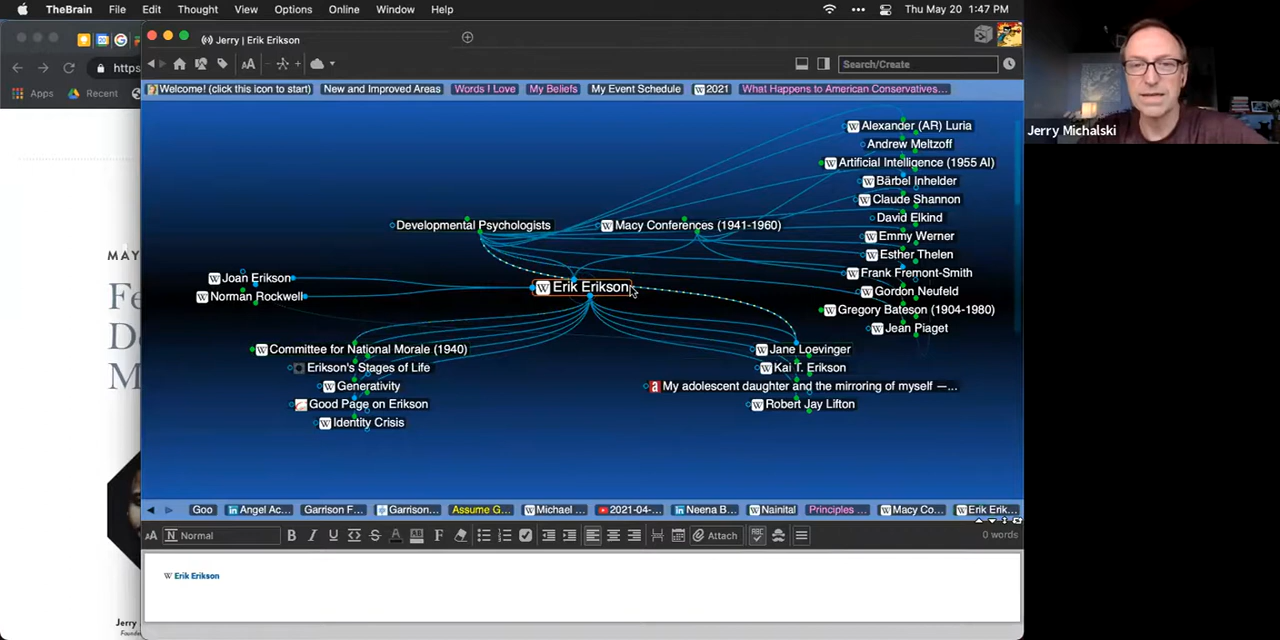 TheBrain File Edit Thought View Options Online Window Help Thu May 20 1:47 PM
Jerry | Erik Erikson
https
Apps Recent
Search/Create
Welcome! (click this icon to start) New and Improved Areas Words I Love My Beliefs My Event Schedule 2021 What Happens to American Conservatives...
Alexander (AR) Luria
Andrew Meltzoff
Artificial Intelligence (1955 AI)
Bärbel Inhelder
Claude Shannon
David Elkind
Emmy Werner
Esther Thelen
Frank Fremont-Smith
Gordon Neufeld
Gregory Bateson (1904-1980)
Jean Piaget
Developmental Psychologists
Macy Conferences (1941-1960)
Joan Erikson
Norman Rockwell
Erik Erikson
Committee for National Morale (1940)
Erikson's Stages of Life
Generativity
Good Page on Erikson
Identity Crisis
Jane Loevinger
Kai T. Erikson
My adolescent daughter and the mirroring of myself —...
Robert Jay Lifton
MAY
Fe
De
M
Goo Angel Ac... Garrison F... Garrison... Assume G... Michael ... 2021-04-... Neena B... Nainital Principles ... Macy Co... Erik Erik...
Normal B I U S A F Attach ABC 0 words
W Erik Erikson
Jerry
Founde
Jerry Michalski